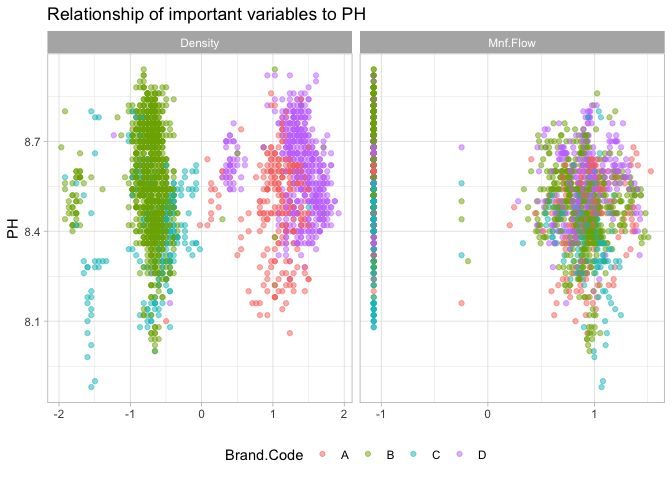 Relationship of important variables to PH
Density Mnf.Flow
PH
8.7
8.4
8.1
-2 -1 0 1 2 -1 0 1
Brand.Code A B C D